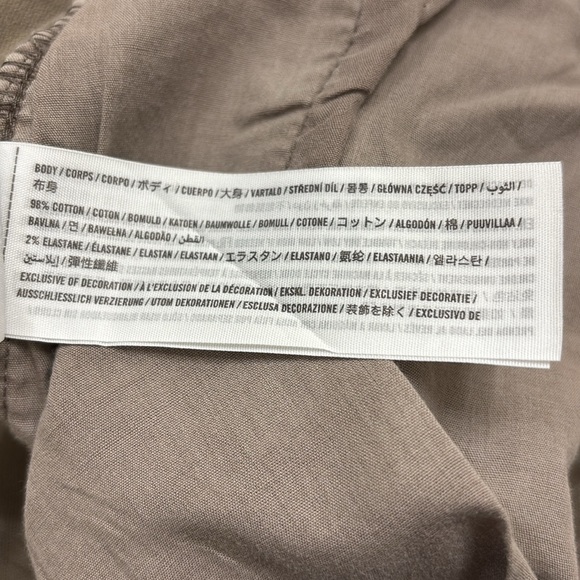 BODY / CORPS / CORPO / ボディ / CUERPO / 大身 / VARTALO / STŘEDNÍ DÍL / 몸통 / GŁÓWNA CZĘŚĆ / TOPP / الثوب /
布身
98% COTTON / COTON / BOMULD / KATOEN / BAUMWOLLE / BOMULL / COTONE / コットン / ALGODÓN / 棉 / PUUVILLAA /
BAVLNA / 면 / BAWEŁNA / ALGODÃO / القطن
2% ELASTANE / ÉLASTANE / ELASTAN / ELASTAAN / エラスタン / ELASTANO / 氨纶 / ELASTAANIA / 엘라스탄 /
إيلاستين / 彈性纖維
EXCLUSIVE OF DECORATION / À L'EXCLUSION DE LA DÉCORATION / EKSKL. DEKORATION / EXCLUSIEF DECORATIE /
AUSSCHLIESSLICH VERZIERUNG / UTOM DEKORATIONEN / ESCLUSA DECORAZIONE / 装飾を除く / EXCLUSIVO DE